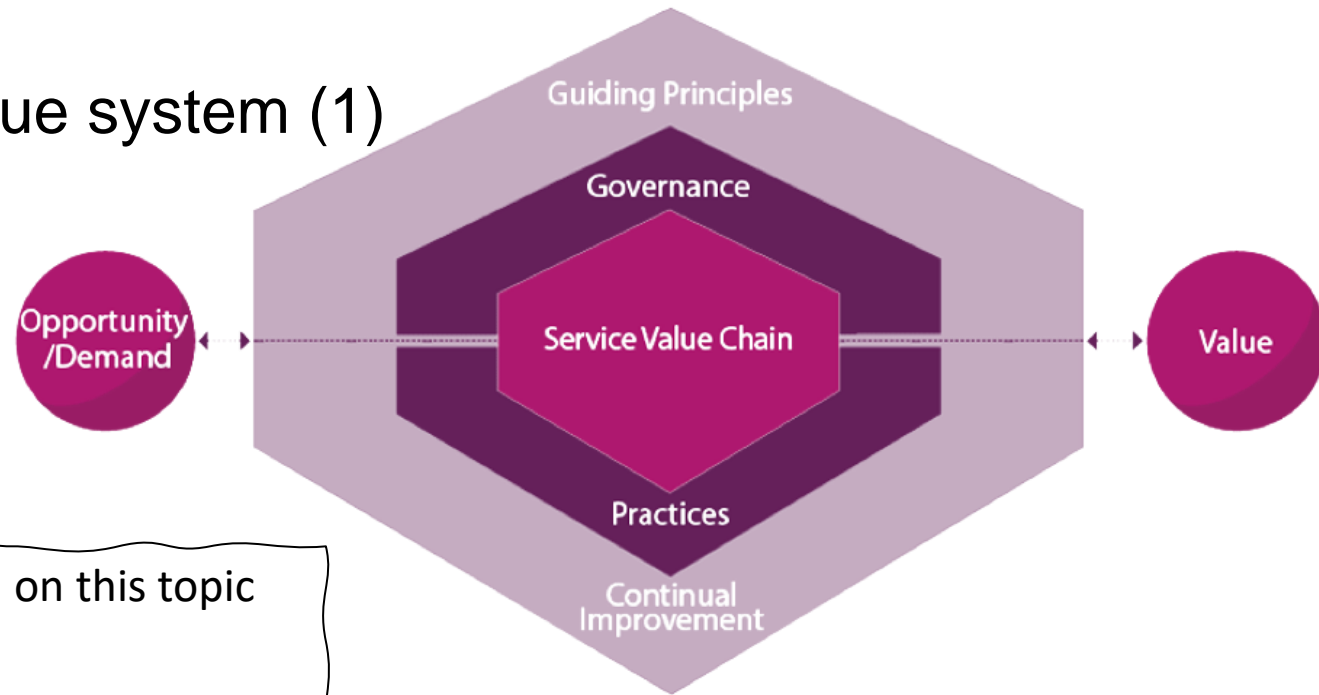 ue system (1)
Guiding Principles
Governance
Opportunity
/Demand
Service Value Chain
Value
Practices
on this topic
Continual
Improvement